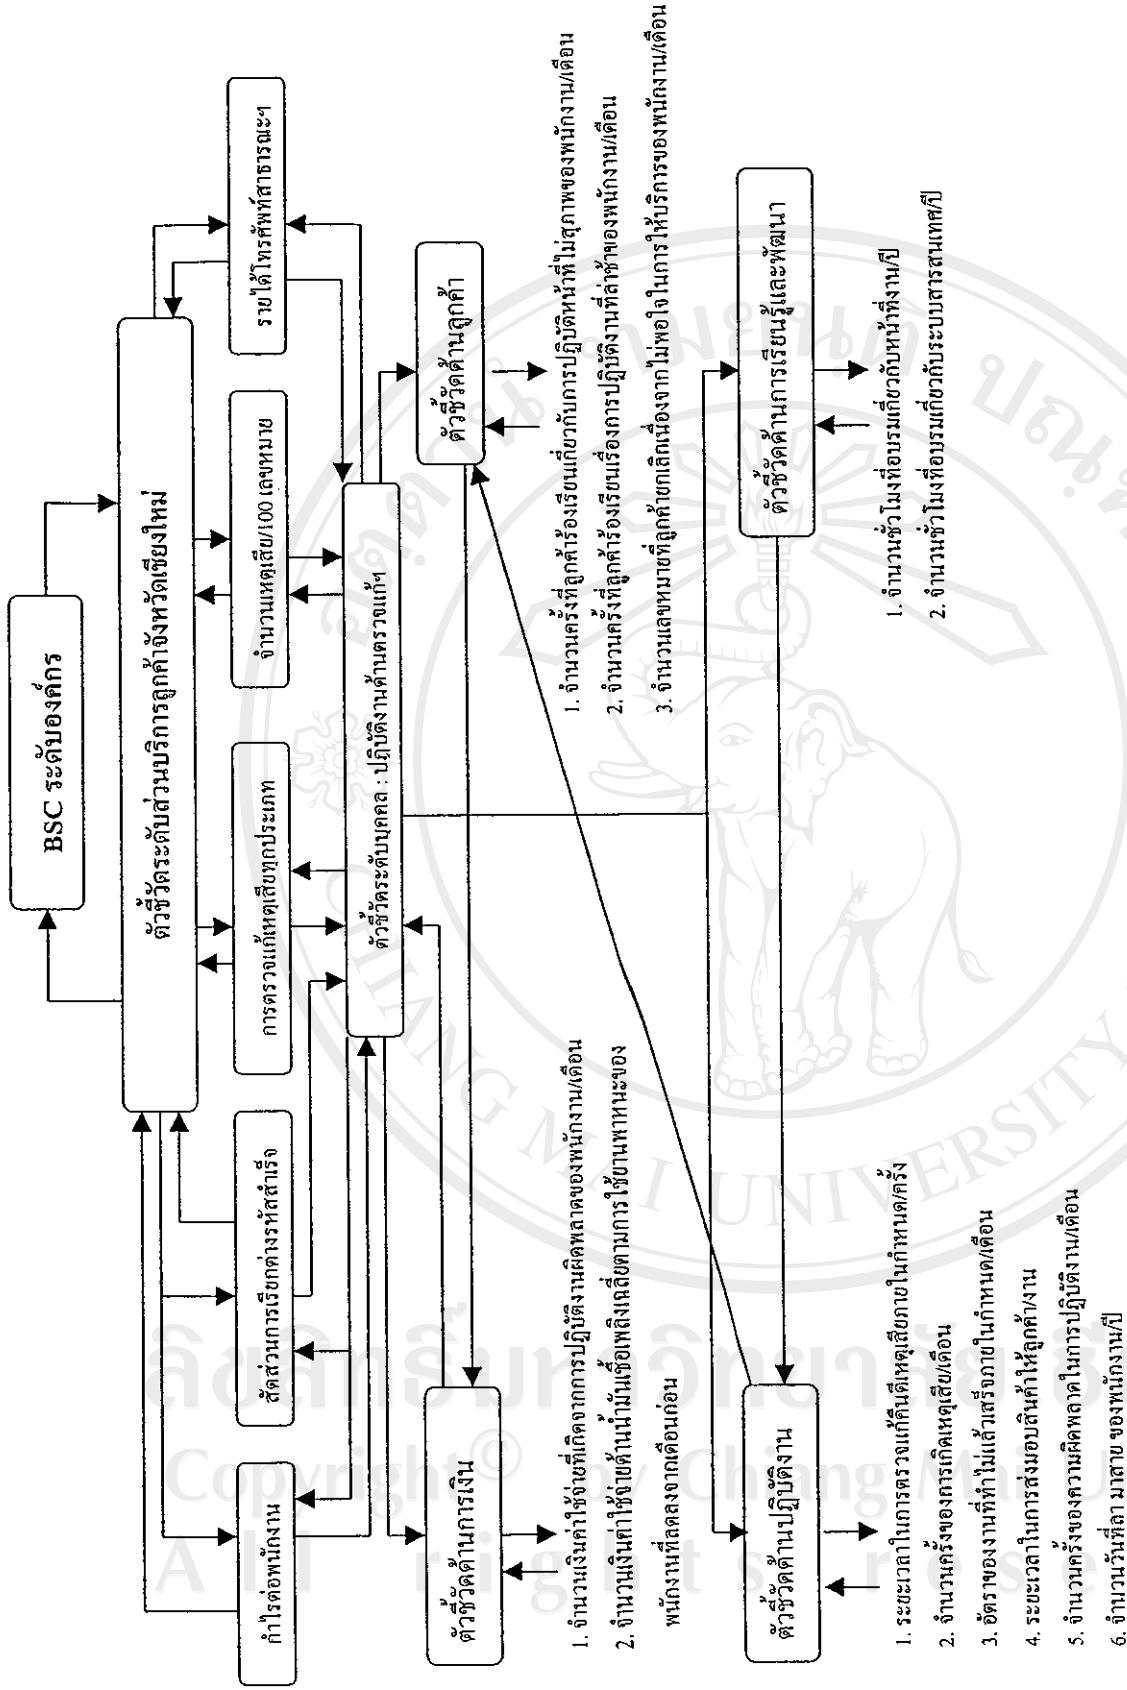 BSC ระดับองค์กร
ตัวชี้วัดระดับส่วนบริการลูกค้าจังหวัดเชียงใหม่
กำไรต่อพนักงาน
สัดส่วนการเรียกต่างรหัสสำเร็จ
การตรวจแก้เหตุเสียทุกประเภท
จำนวนเหตุเสีย/100 เลขหมาย
รายได้โทรศัพท์สาธารณะฯ
ตัวชี้วัดระดับบุคคล : ปฏิบัติงานด้านตรวจแก้ฯ
ตัวชี้วัดด้านการเงิน
1. จำนวนเงินค่าใช้จ่ายที่เกิดจากการปฏิบัติงานผิดพลาดของพนักงาน/เดือน
2. จำนวนเงินค่าใช้จ่ายด้านน้ำมันเชื้อเพลิงเฉลี่ยตามการใช้ยานพาหนะของ
พนักงานที่ลดลงจากเดือนก่อน
ตัวชี้วัดด้านลูกค้า
1. จำนวนครั้งที่ลูกค้าร้องเรียนเกี่ยวกับการปฏิบัติหน้าที่ไม่สุภาพของพนักงาน/เดือน
2. จำนวนครั้งที่ลูกค้าร้องเรียนเรื่องการปฏิบัติงานที่ล่าช้าของพนักงาน/เดือน
3. จำนวนเลขหมายที่ลูกค้ายกเลิกเนื่องจากไม่พอใจในการให้บริการของพนักงาน/เดือน
ตัวชี้วัดด้านปฏิบัติงาน
1. ระยะเวลาในการตรวจแก้คืนดีเหตุเสียภายในกำหนด/ครั้ง
2. จำนวนครั้งของการเกิดเหตุเสีย/เดือน
3. อัตราของงานที่ทำไม่แล้วเสร็จภายในกำหนด/เดือน
4. ระยะเวลาในการส่งมอบสินค้าให้ลูกค้า/งาน
5. จำนวนครั้งของความผิดพลาดในการปฏิบัติงาน/เดือน
6. จำนวนวันที่ลา มาสาย ของพนักงาน/ปี
ตัวชี้วัดด้านการเรียนรู้และพัฒนา
1. จำนวนชั่วโมงที่อบรมเกี่ยวกับหน้าที่งาน/ปี
2. จำนวนชั่วโมงที่อบรมเกี่ยวกับระบบสารสนเทศ/ปี
CHIANG MAI UNIVERSITY
Copyright© by Chiang Mai U
All rights rese